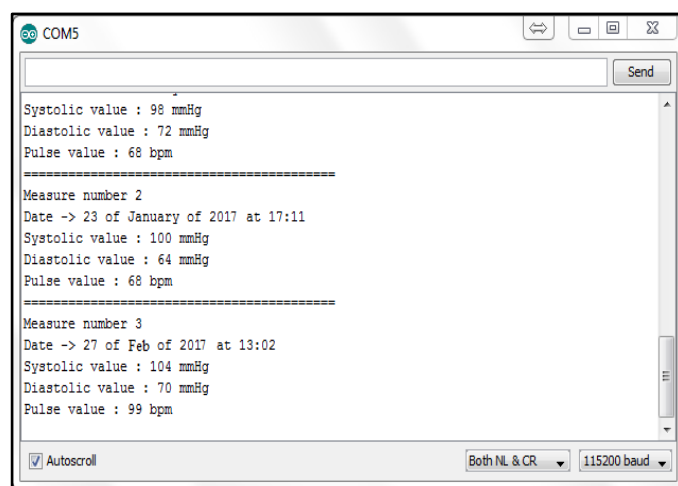 COM5
Send
Systolic value : 98 mmHg
Diastolic value : 72 mmHg
Pulse value : 68 bpm
==========================================
Measure number 2
Date -> 23 of January of 2017 at 17:11
Systolic value : 100 mmHg
Diastolic value : 64 mmHg
Pulse value : 68 bpm
==========================================
Measure number 3
Date -> 27 of Feb of 2017 at 13:02
Systolic value : 104 mmHg
Diastolic value : 70 mmHg
Pulse value : 99 bpm
Autoscroll Both NL & CR 115200 baud